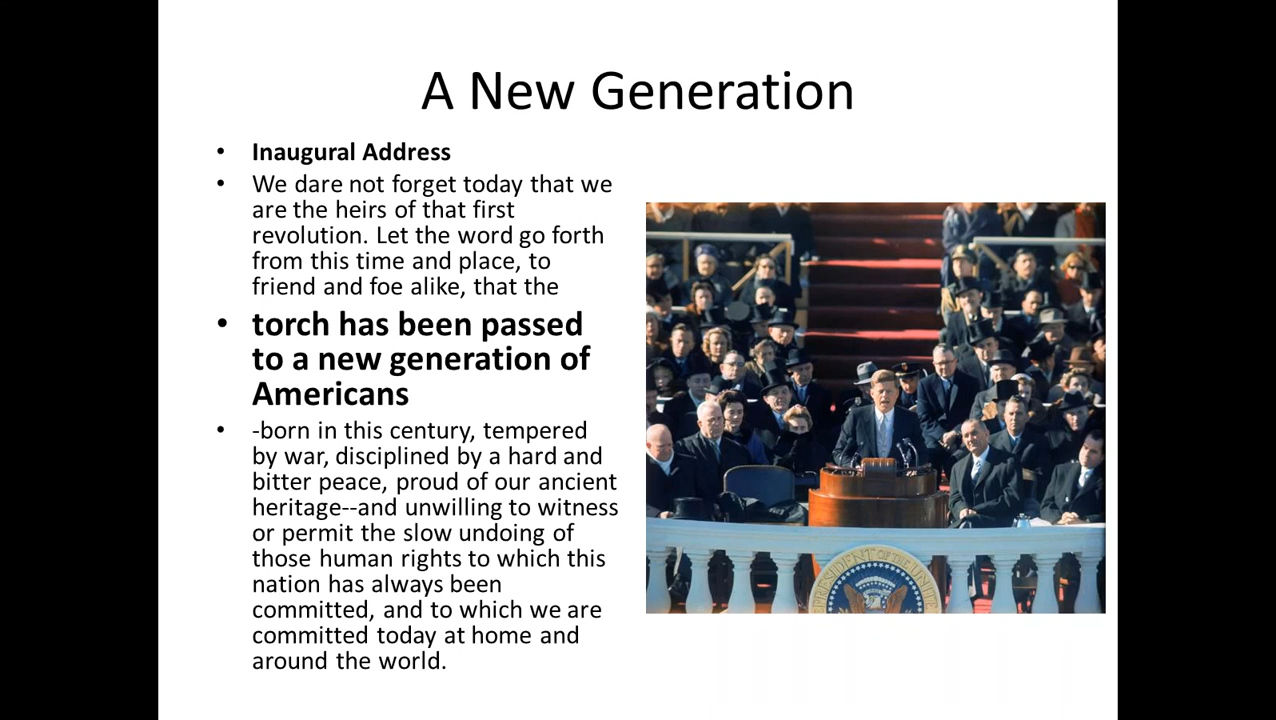 A New Generation
• Inaugural Address
• We dare not forget today that we
are the heirs of that first
revolution. Let the word go forth
from this time and place, to
friend and foe alike, that the
• torch has been passed
to a new generation of
Americans
• -born in this century, tempered
by war, disciplined by a hard and
bitter peace, proud of our ancient
heritage--and unwilling to witness
or permit the slow undoing of
those human rights to which this
nation has always been
committed, and to which we are
committed today at home and
around the world.
PRESIDENT OF THE UNITED